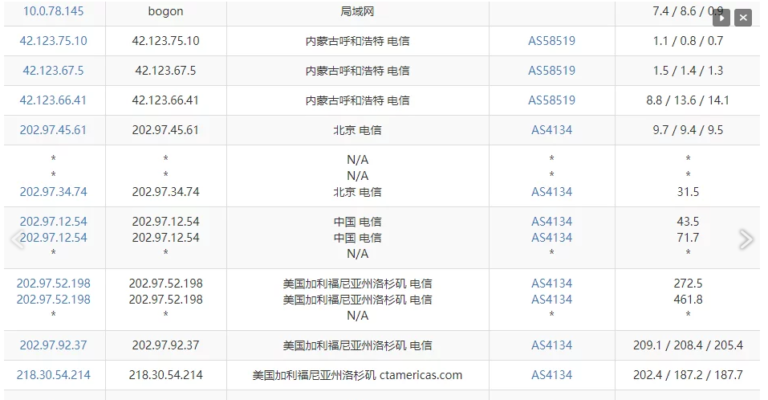 10.0.78.145 bogon 局域网 7.4 / 8.6 / 0.9
42.123.75.10 42.123.75.10 内蒙古呼和浩特 电信 AS58519 1.1 / 0.8 / 0.7
42.123.67.5 42.123.67.5 内蒙古呼和浩特 电信 AS58519 1.5 / 1.4 / 1.3
42.123.66.41 42.123.66.41 内蒙古呼和浩特 电信 AS58519 8.8 / 13.6 / 14.1
202.97.45.61 202.97.45.61 北京 电信 AS4134 9.7 / 9.4 / 9.5
* * N/A * *
* * N/A * *
202.97.34.74 202.97.34.74 北京 电信 AS4134 31.5
202.97.12.54 202.97.12.54 中国 电信 AS4134 43.5
202.97.12.54 202.97.12.54 中国 电信 AS4134 71.7
* * N/A * *
202.97.52.198 202.97.52.198 美国加利福尼亚州洛杉矶 电信 AS4134 272.5
202.97.52.198 202.97.52.198 美国加利福尼亚州洛杉矶 电信 AS4134 461.8
* * N/A * *
202.97.92.37 202.97.92.37 美国加利福尼亚州洛杉矶 电信 AS4134 209.1 / 208.4 / 205.4
218.30.54.214 218.30.54.214 美国加利福尼亚州洛杉矶 ctamericas.com AS4134 202.4 / 187.2 / 187.7